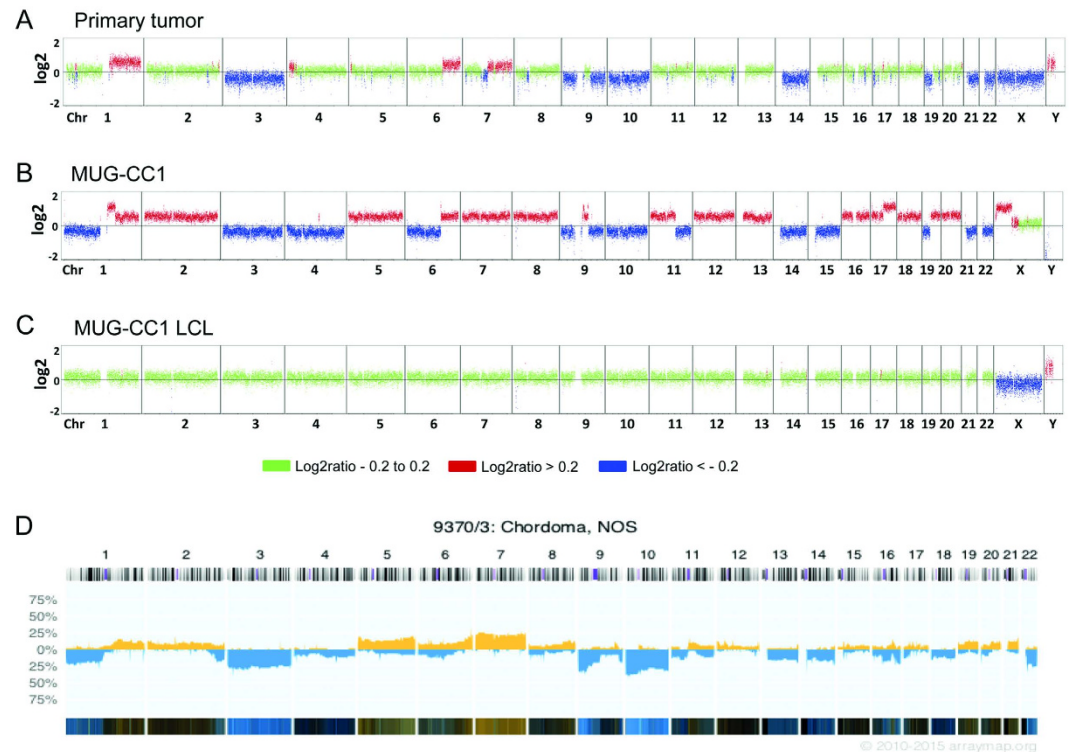 A Primary tumor
2
log2
0
-2
Chr 1 2 3 4 5 6 7 8 9 10 11 12 13 14 15 16 17 18 19 20 21 22 X Y
B MUG-CC1
2
log2
0
-2
Chr 1 2 3 4 5 6 7 8 9 10 11 12 13 14 15 16 17 18 19 20 21 22 X Y
C MUG-CC1 LCL
2
log2
0
-2
Chr 1 2 3 4 5 6 7 8 9 10 11 12 13 14 15 16 17 18 19 20 21 22 X Y
Log2ratio - 0.2 to 0.2 Log2ratio > 0.2 Log2ratio < - 0.2
D
9370/3: Chordoma, NOS
1 2 3 4 5 6 7 8 9 10 11 12 13 14 15 16 17 18 19 20 21 22
75%
50%
25%
0%
25%
50%
75%
© 2010-2015 arraymap.org